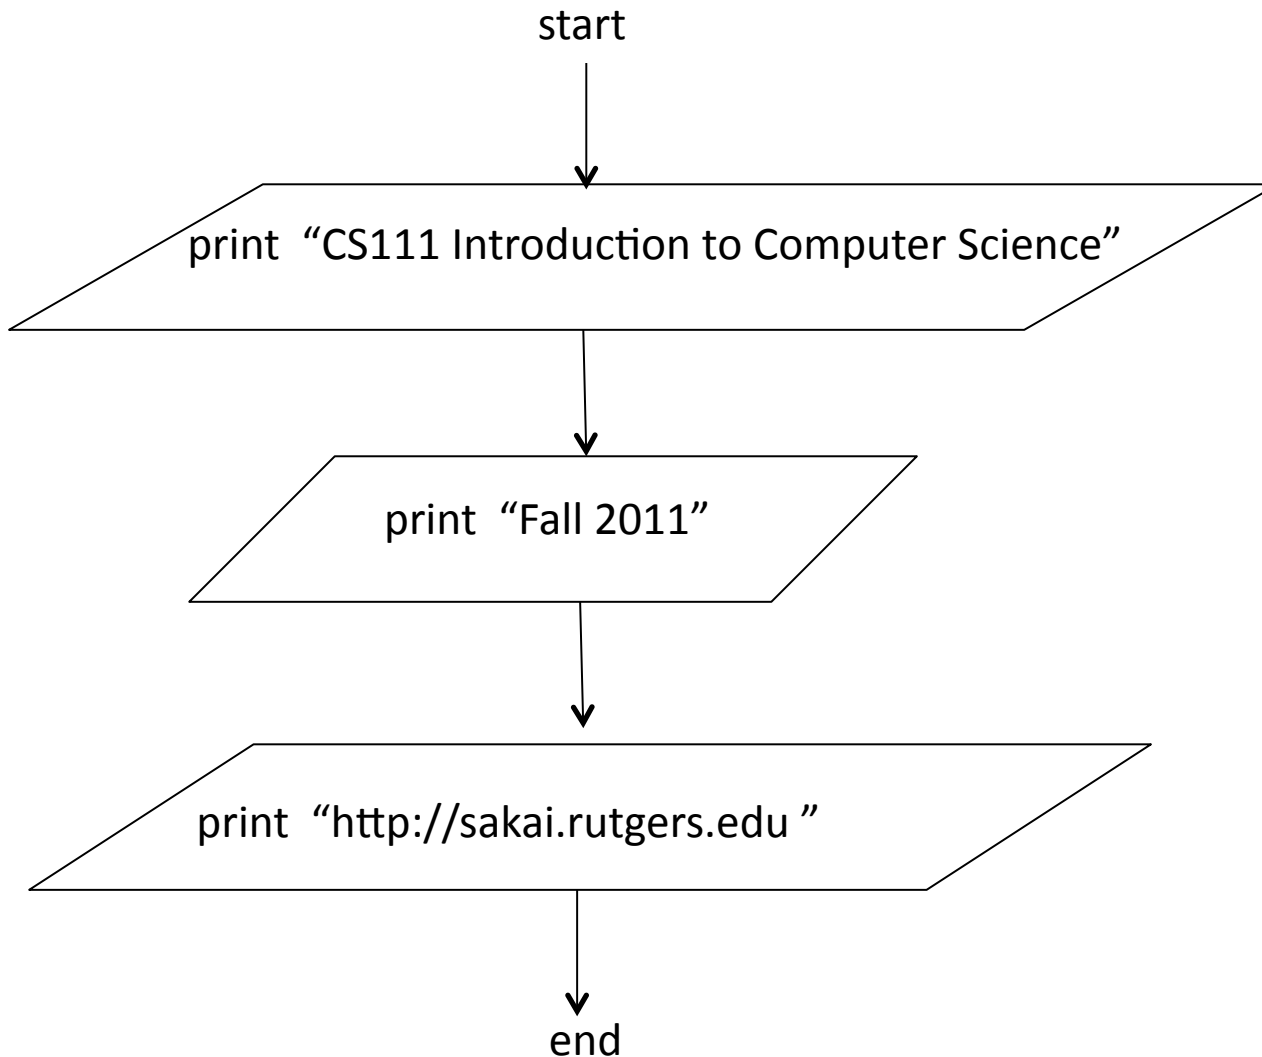 start
print  “CS111 Introduction to Computer Science”
print  “Fall 2011”
print  “http://sakai.rutgers.edu ”
end